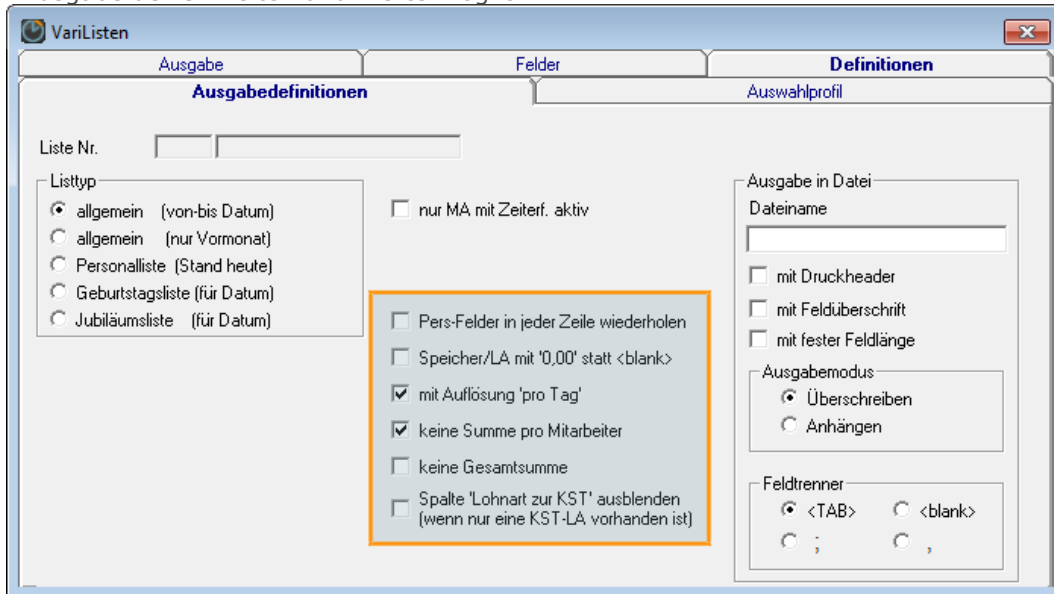 VariListen
Ausgabe Felder Definitionen
Ausgabedefinitionen Auswahlprofil
Liste Nr.
Listtyp
allgemein (von-bis Datum)
allgemein (nur Vormonat)
Personalliste (Stand heute)
Geburtstagsliste (für Datum)
Jubiläumsliste (für Datum)
nur MA mit Zeiterf. aktiv
Pers-Felder in jeder Zeile wiederholen
Speicher/LA mit '0,00' statt <blank>
mit Auflösung 'pro Tag'
keine Summe pro Mitarbeiter
keine Gesamtsumme
Spalte 'Lohnart zur KST' ausblenden
(wenn nur eine KST-LA vorhanden ist)
Ausgabe in Datei
Dateiname
mit Druckheader
mit Feldüberschrift
mit fester Feldlänge
Ausgabemodus
Überschreiben
Anhängen
Feldtrenner
<TAB> <blank>
; ,